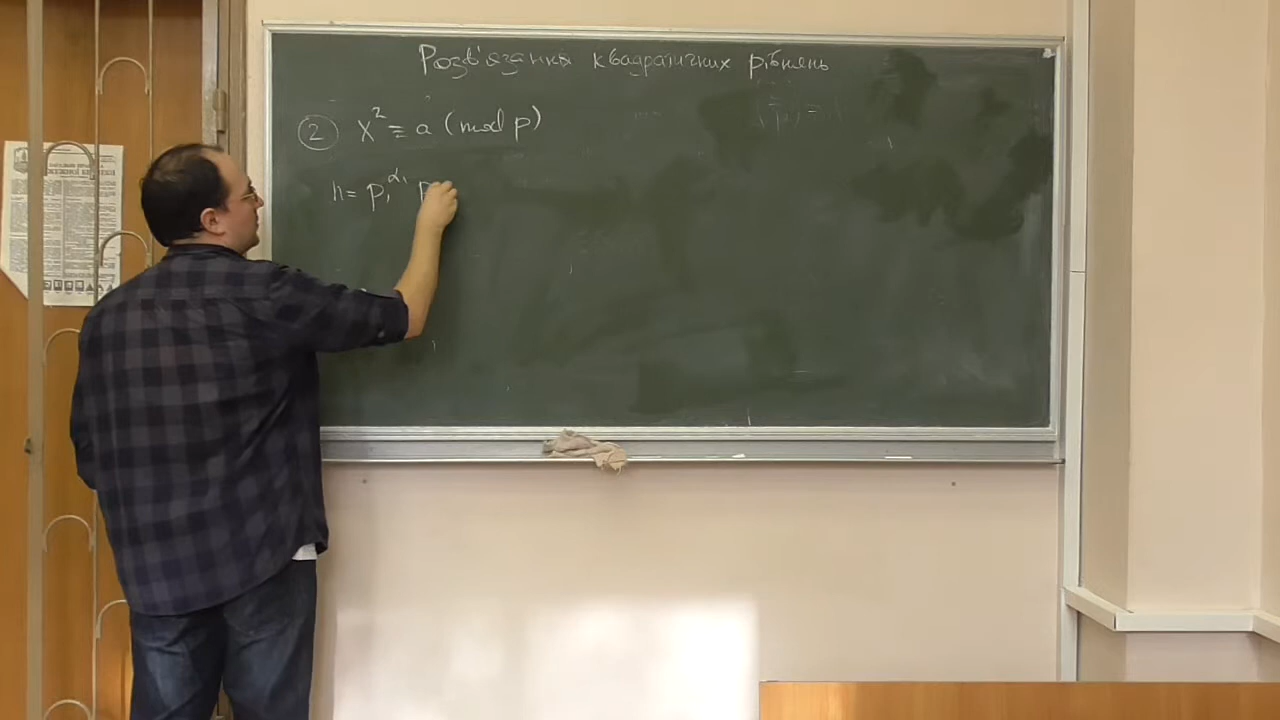 Розв'язання квадратичних рівнянь
② x² ≡ a (mod p)
n = p₁^α₁ p